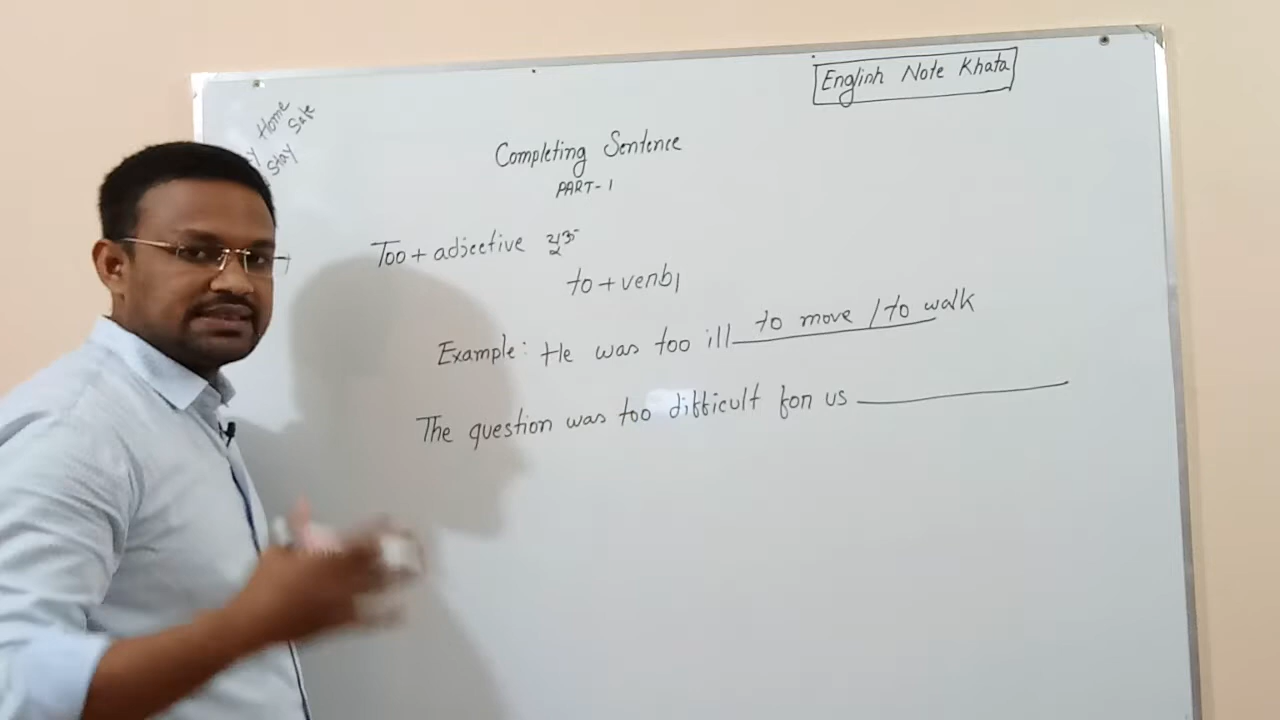 English Note Khata
Home
Stay Safe
Completing Sentence
PART-1
Too + adjective যুক্ত
to + verb1
Example: He was too ill to move / to walk
The question was too difficult for us